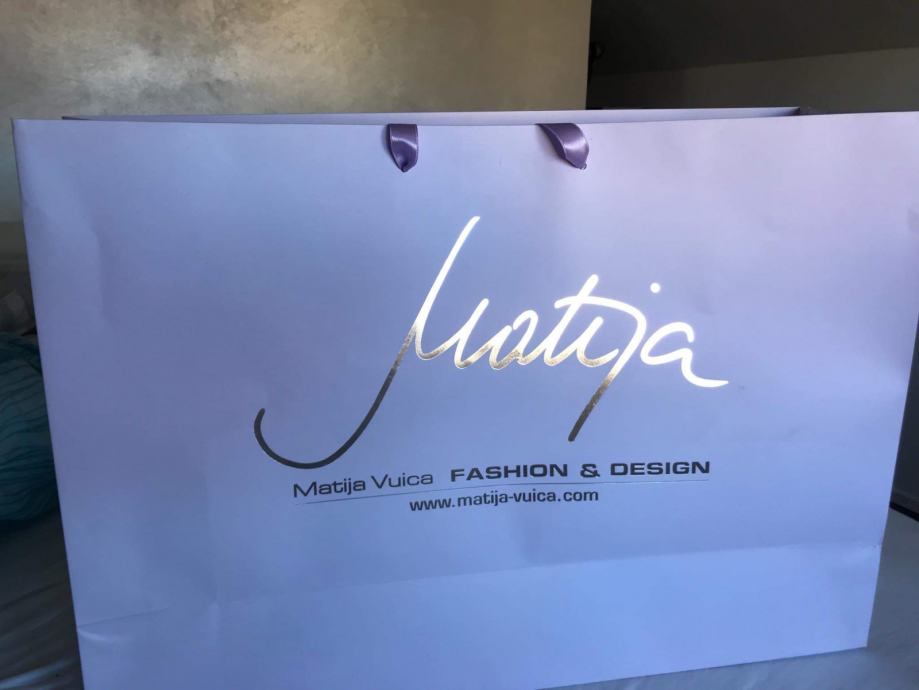 Matija
Matija Vuica FASHION & DESIGN
www.matija-vuica.com